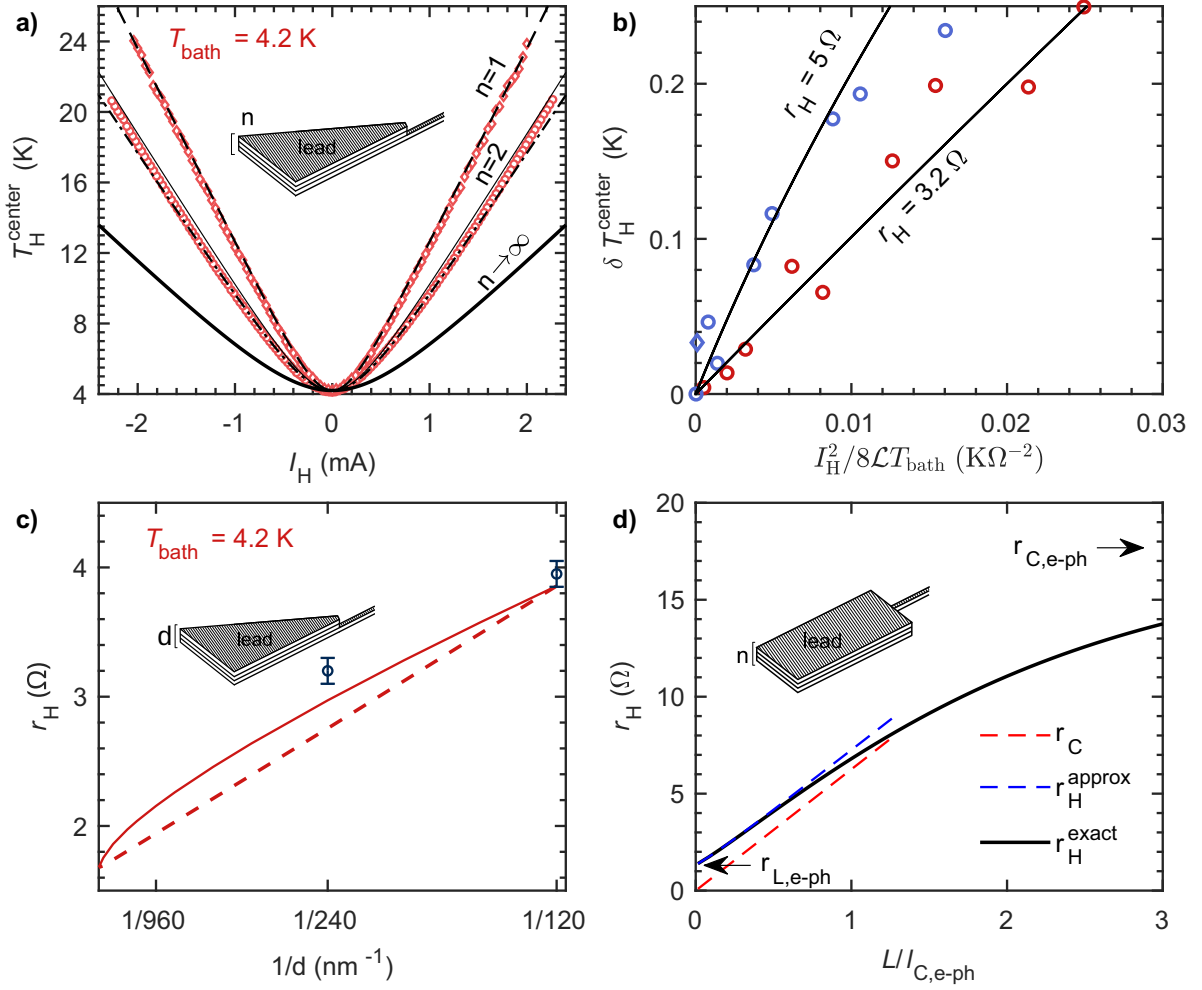 a)
T_bath = 4.2 K
n
lead
n=1
n=2
n→∞
24
20
16
12
8
4
T_H^center (K)
-2
-1
0
1
2
I_H (mA)
b)
r_H = 5 Ω
r_H = 3.2 Ω
0.2
0.1
0
δ T_H^center (K)
0
0.01
0.02
0.03
I_H^2/8ℒT_bath (KΩ^−2)
c)
T_bath = 4.2 K
d
lead
4
3
2
r_H (Ω)
1/960
1/240
1/120
1/d (nm^-1)
d)
r_C,e-ph
n
lead
r_C
r_H^approx
r_H^exact
r_L,e-ph
20
15
10
5
0
r_H (Ω)
0
1
2
3
L/l_C,e-ph